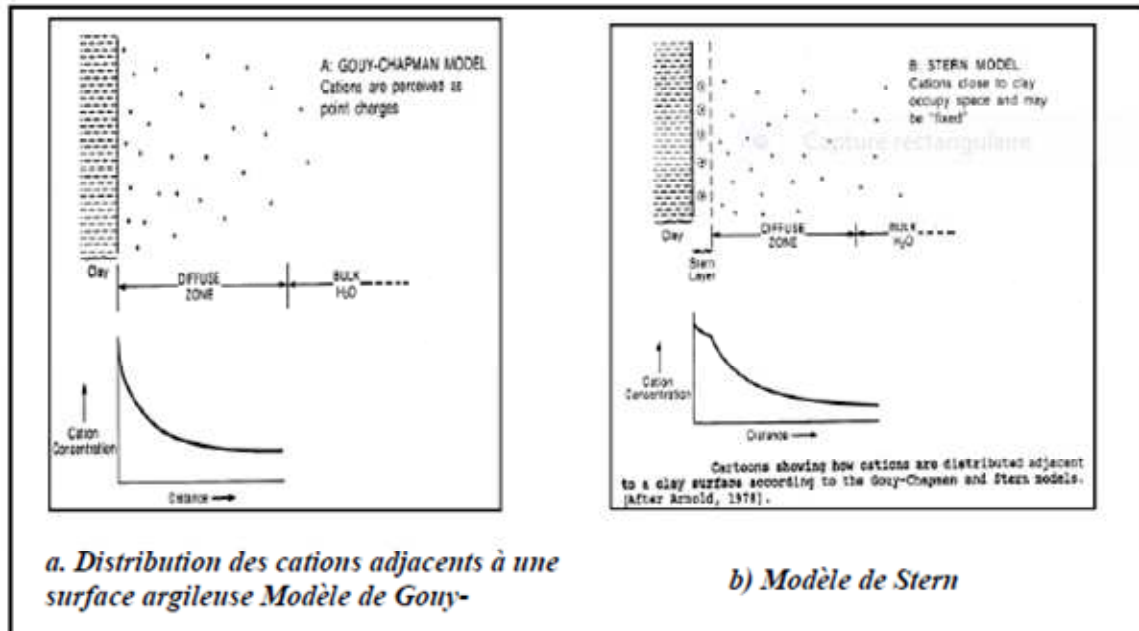 A: GOUY-CHAPMAN MODEL
Cations are perceived as
point charges
Clay
DIFFUSE
ZONE
BULK
H₂O
Cation
Concentration
Distance
B: STERN MODEL
Cations close to clay
occupy space and may
be "fixed"
Capture rectangulaire
Clay
Stern
Layer
DIFFUSE
ZONE
BULK
H₂O
Cation
Concentration
Distance
Cartoons showing how cations are distributed adjacent
to a clay surface according to the Gouy-Chapman and Stern models.
[After Arnold, 1978].
a. Distribution des cations adjacents à une
surface argileuse Modèle de Gouy-
b) Modèle de Stern